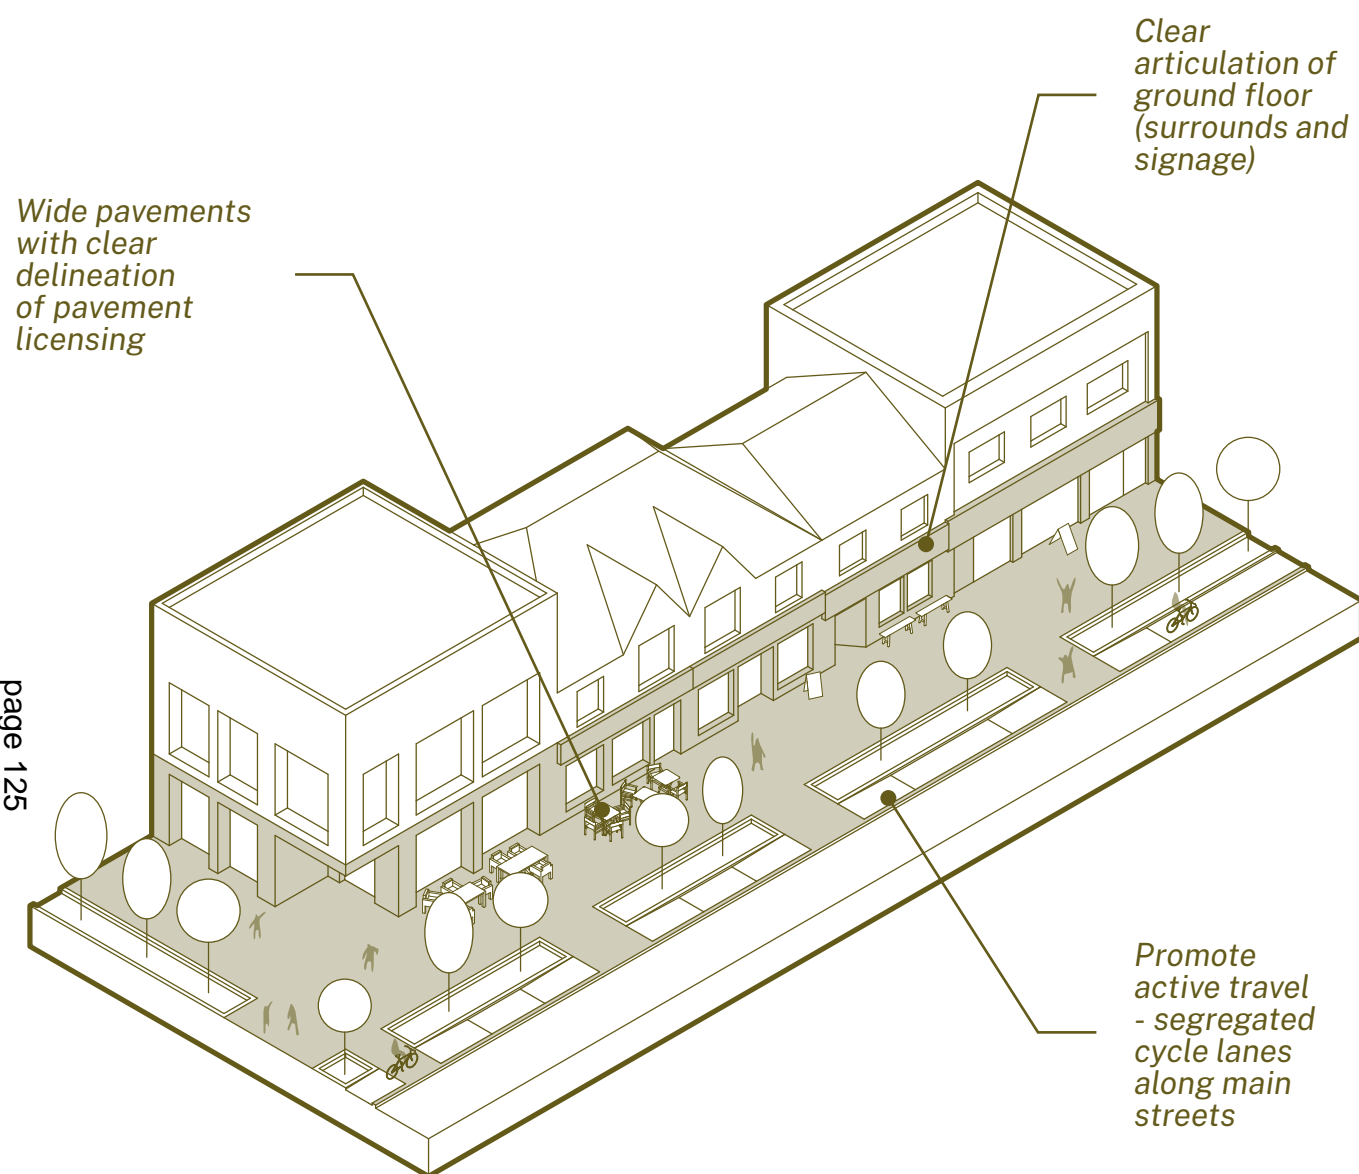 Clear
articulation of
ground floor
(surrounds and
signage)
Wide pavements
with clear
delineation
of pavement
licensing
page 125
Promote
active travel
- segregated
cycle lanes
along main
streets